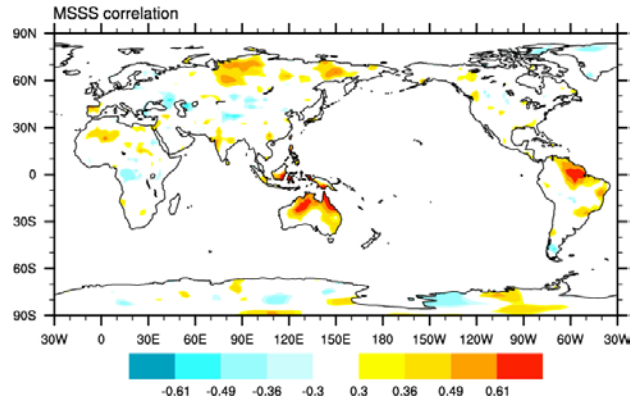 MSSS correlation
90N
60N
30N
0
30S
60S
90S
30W 0 30E 60E 90E 120E 150E 180 150W 120W 90W 60W 30W
-0.61 -0.49 -0.36 -0.3 0.3 0.36 0.49 0.61